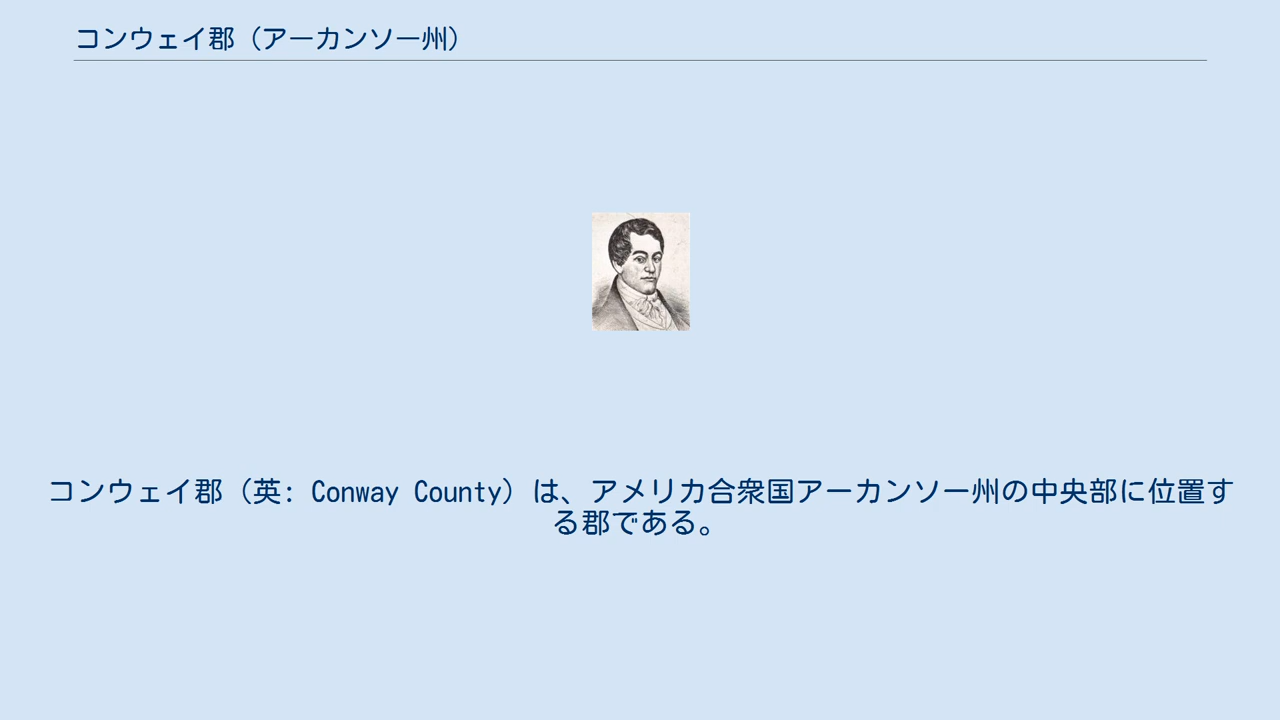 コンウェイ郡（アーカンソー州）
コンウェイ郡（英: Conway County）は、アメリカ合衆国アーカンソー州の中央部に位置す
る郡である。